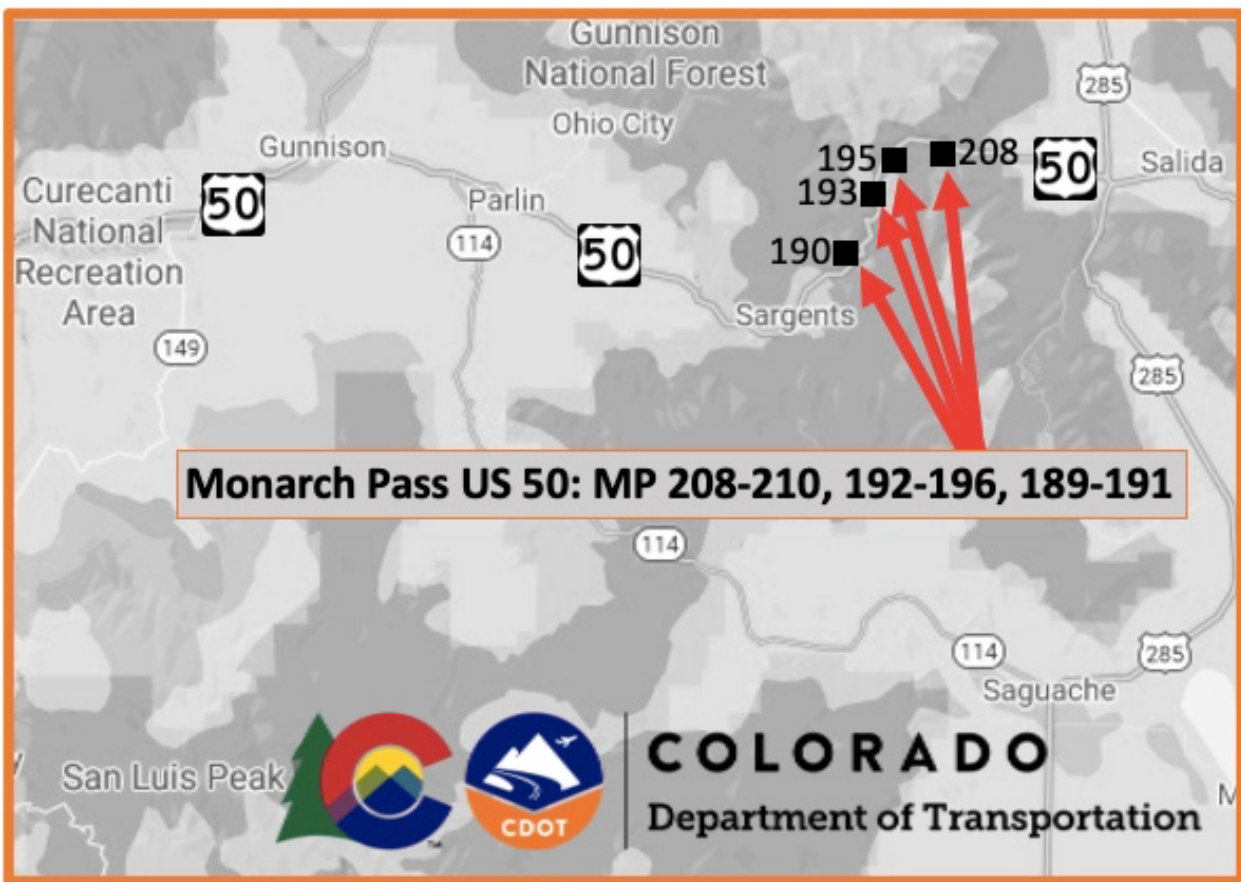 Gunnison
National Forest
Ohio City
285
Gunnison
195
208
50
Salida
Curecanti
National
Recreation
Area
50
Parlin
193
114
50
190
Sargents
149
285
Monarch Pass US 50: MP 208-210, 192-196, 189-191
114
114
285
Saguache
San Luis Peak
CDOT
COLORADO
Department of Transportation
M